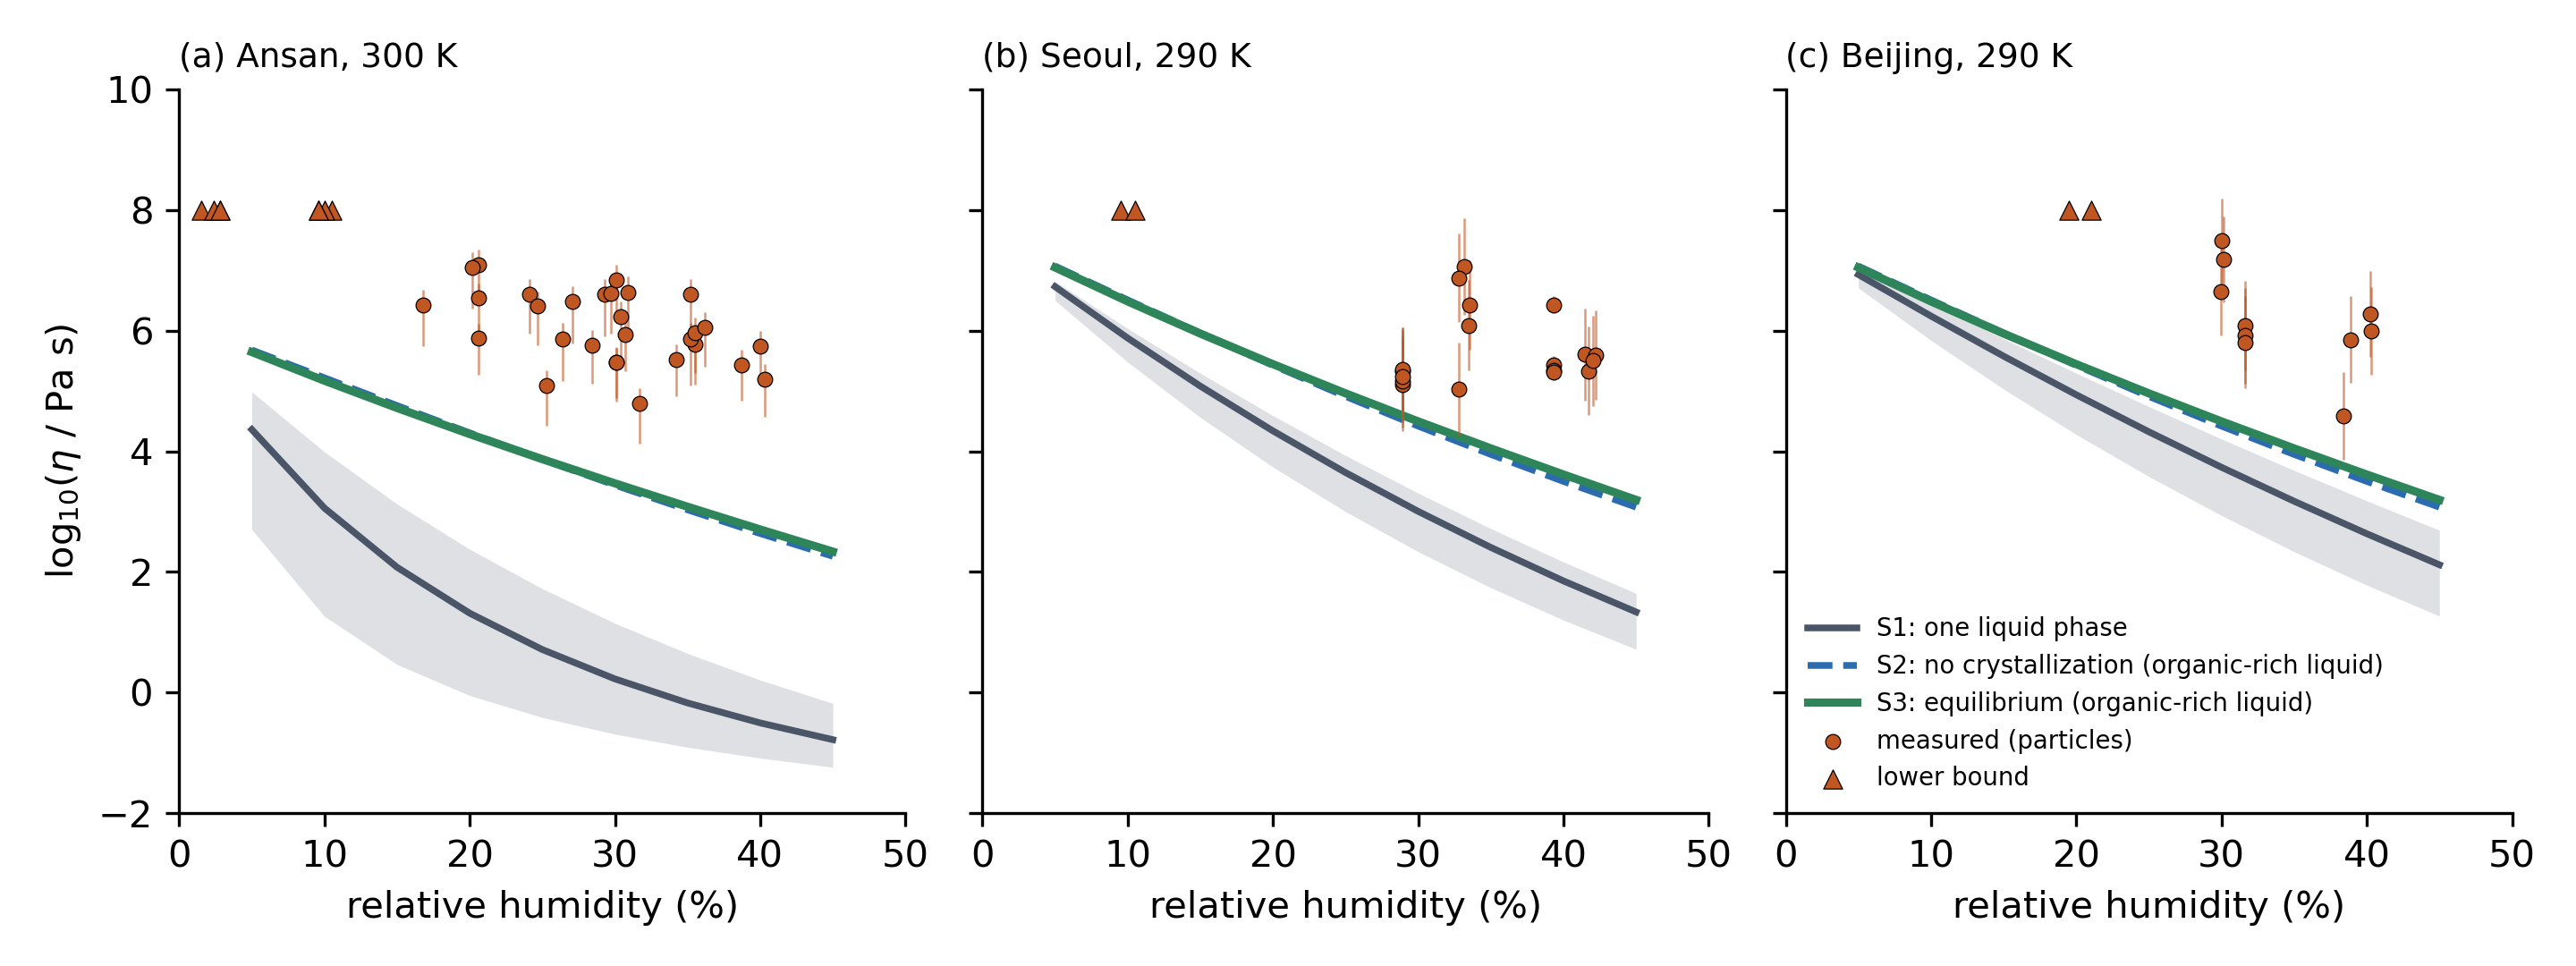 (a) Ansan, 300 K
(b) Seoul, 290 K
(c) Beijing, 290 K
10
8
6
4
2
0
−2
log₁₀(η / Pa s)
S1: one liquid phase
S2: no crystallization (organic-rich liquid)
S3: equilibrium (organic-rich liquid)
measured (particles)
lower bound
0 10 20 30 40 50
0 10 20 30 40 50
0 10 20 30 40 50
relative humidity (%)
relative humidity (%)
relative humidity (%)